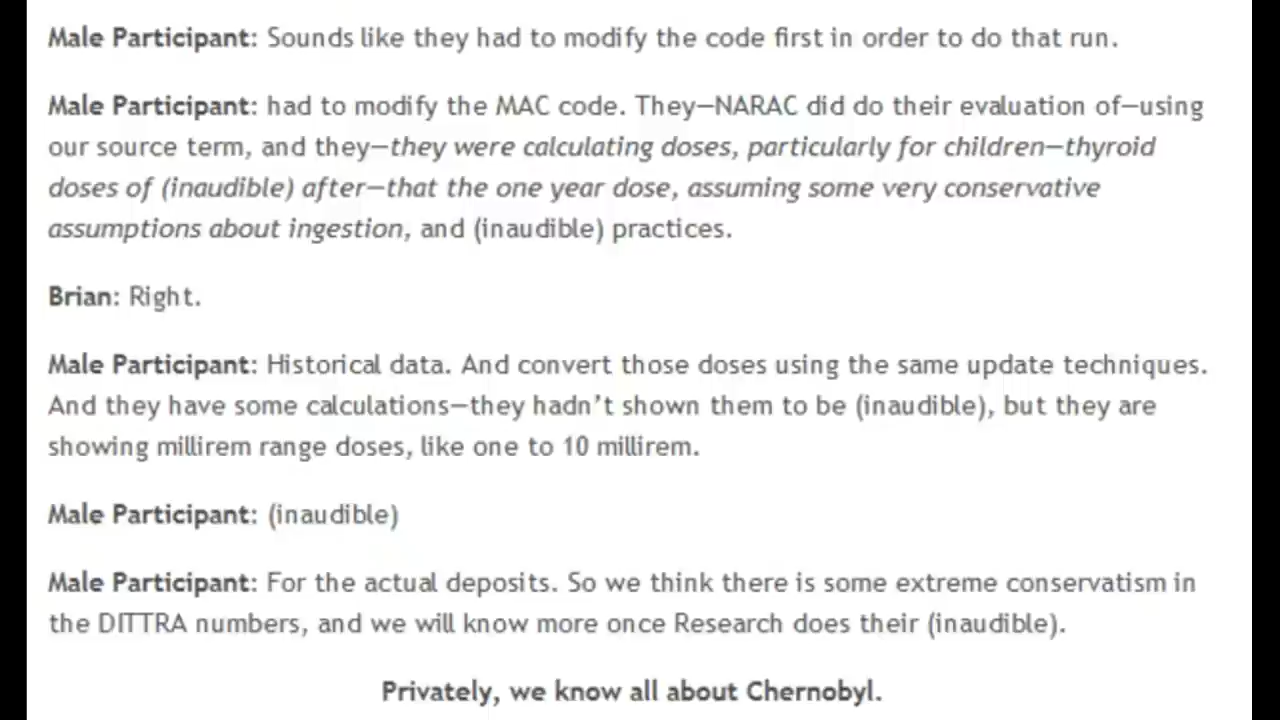 Male Participant: Sounds like they had to modify the code first in order to do that run.
Male Participant: had to modify the MAC code. They—NARAC did do their evaluation of—using
our source term, and they—they were calculating doses, particularly for children—thyroid
doses of (inaudible) after—that the one year dose, assuming some very conservative
assumptions about ingestion, and (inaudible) practices.
Brian: Right.
Male Participant: Historical data. And convert those doses using the same update techniques.
And they have some calculations—they hadn't shown them to be (inaudible), but they are
showing millirem range doses, like one to 10 millirem.
Male Participant: (inaudible)
Male Participant: For the actual deposits. So we think there is some extreme conservatism in
the DITTRA numbers, and we will know more once Research does their (inaudible).
Privately, we know all about Chernobyl.